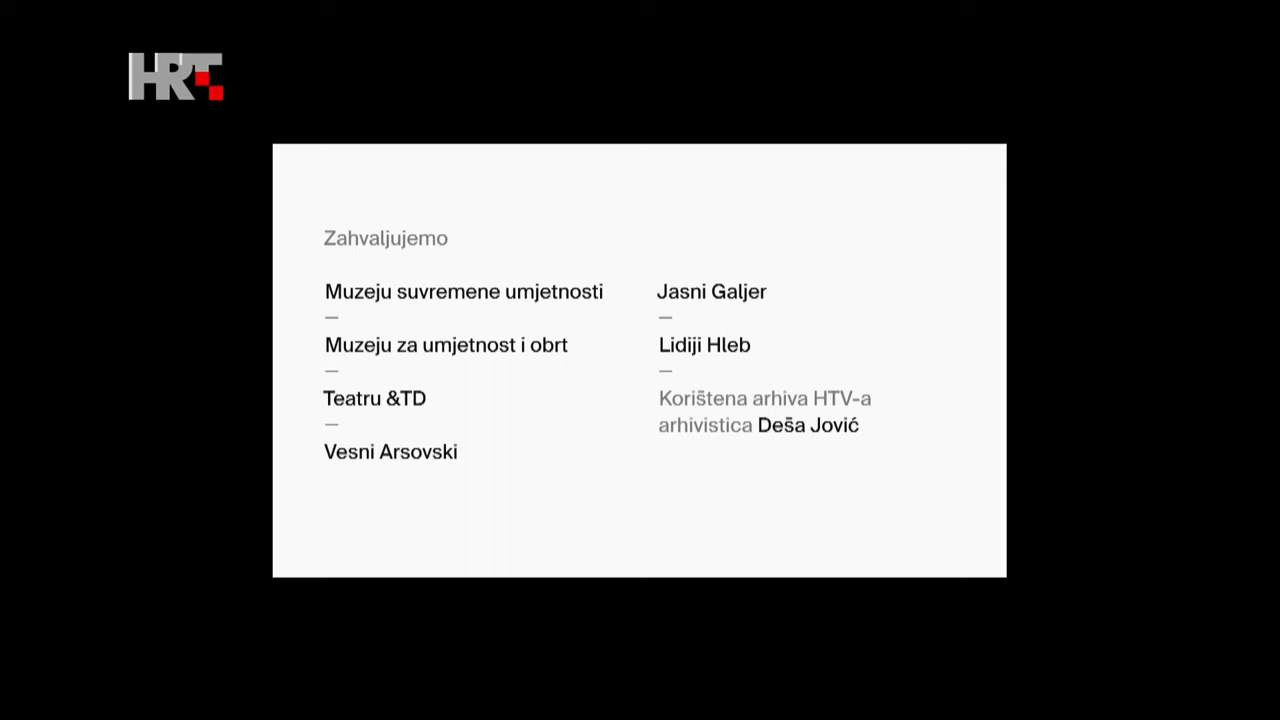 HRT
Zahvaljujemo
Muzeju suvremene umjetnosti
—
Muzeju za umjetnost i obrt
—
Teatru &TD
—
Vesni Arsovski
Jasni Galjer
—
Lidiji Hleb
—
Korištena arhiva HTV-a
arhivistica Deša Jović